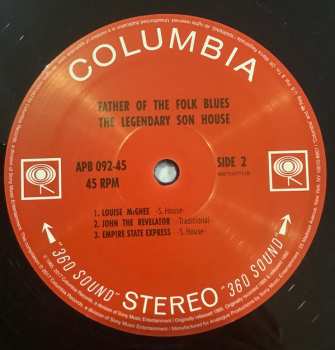 COLUMBIA
FATHER OF THE FOLK BLUES
THE LEGENDARY SON HOUSE
APB 092-45
SIDE 2
45 RPM
1. LOUISE McGHEE -S. House-
2. JOHN THE REVELATOR -Traditional-
3. EMPIRE STATE EXPRESS -S. House-
"360 SOUND" STEREO "360 SOUND"